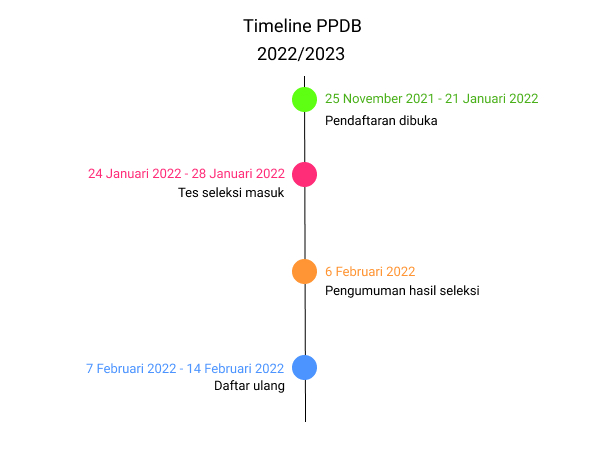 Timeline PPDB
2022/2023
25 November 2021 - 21 Januari 2022
Pendaftaran dibuka
24 Januari 2022 - 28 Januari 2022
Tes seleksi masuk
6 Februari 2022
Pengumuman hasil seleksi
7 Februari 2022 - 14 Februari 2022
Daftar ulang